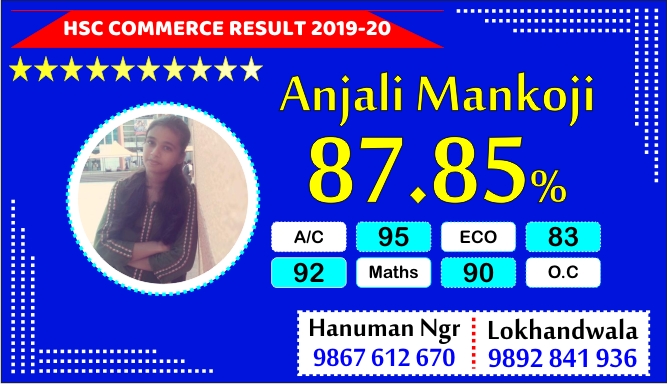 HSC COMMERCE RESULT 2019-20
Anjali Mankoji
87.85%
A/C 95 ECO 83
92 Maths 90 O.C
Hanuman Ngr Lokhandwala
9867 612 670 9892 841 936